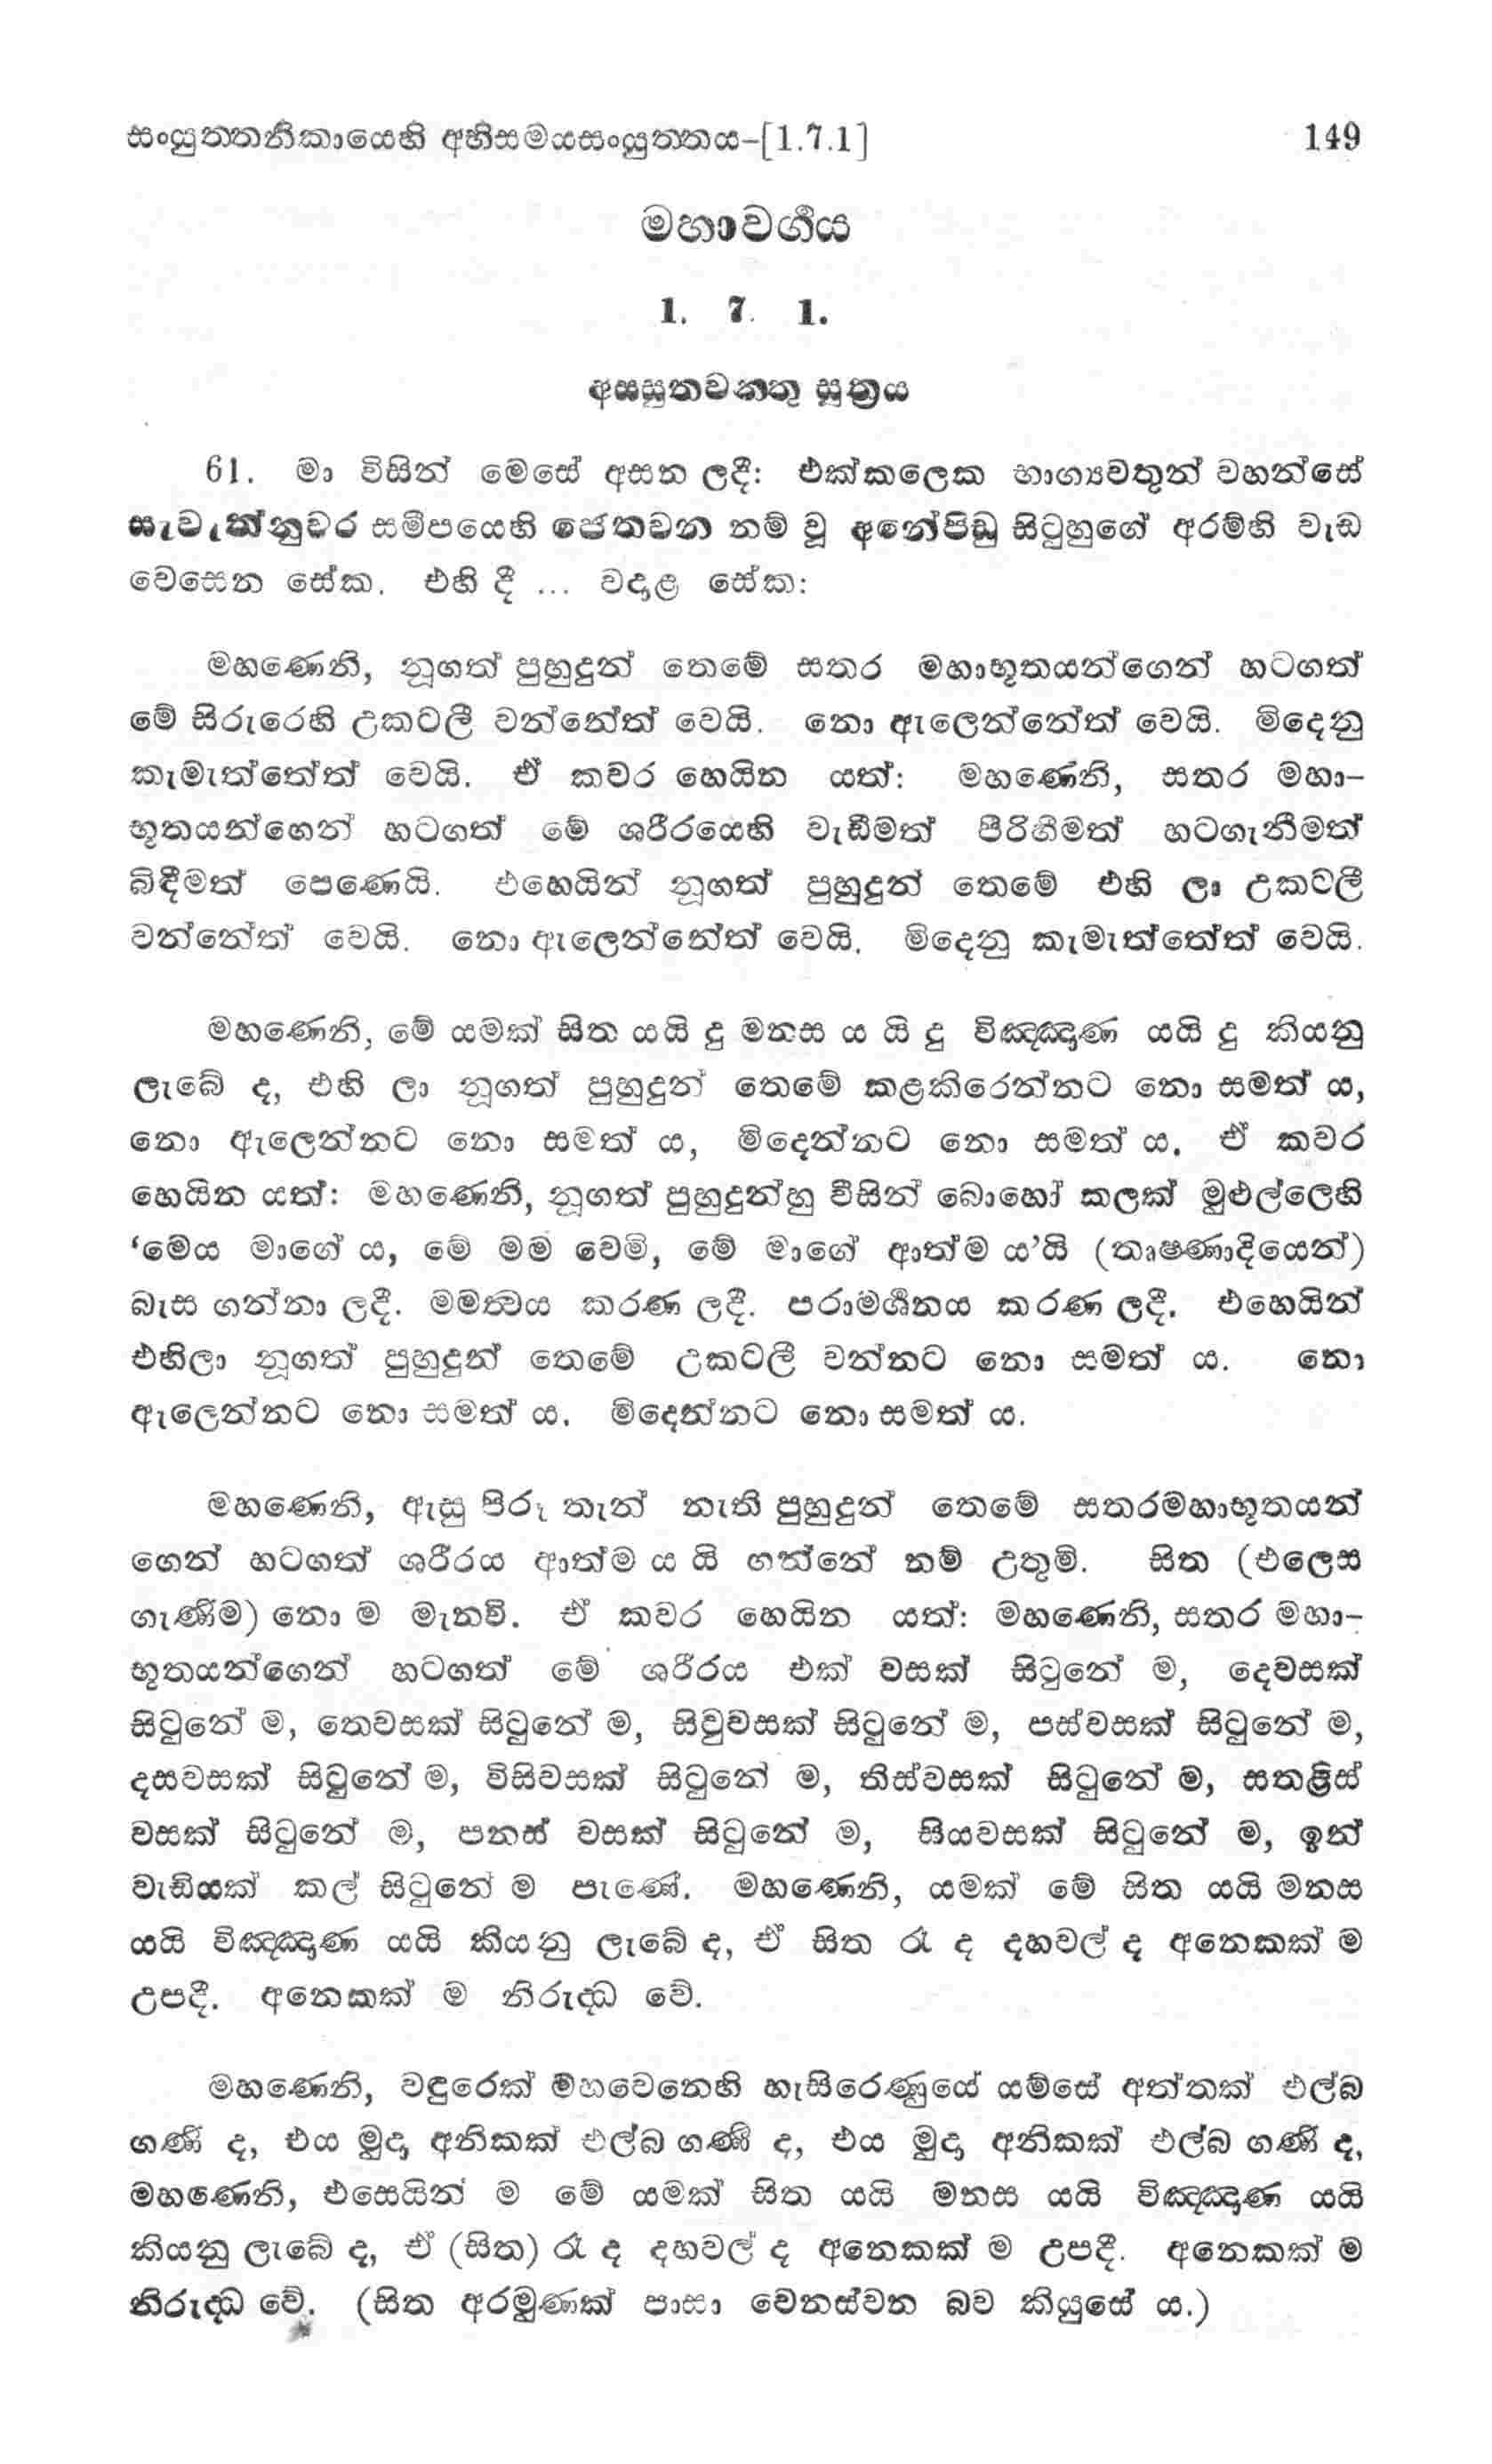 සංයුත්තනිකායෙහි අභිසමයසංයුත්තය-[1.7.1] 149
මහාවර්ගය
1. 7. 1.
අස්සුතවන්තු සූත්‍රය
61. මා විසින් මෙසේ අසන ලදී: එක්කලෙක භාග්‍යවතුන් වහන්සේ
සැවැත්නුවර සමීපයෙහි ජෙතවන නම් වූ අනේපිඬු සිටුහුගේ අරම්හි වැඩ
වෙසෙන සේක. එහි දී ... වදාළ සේක:
මහණෙනි, නූගත් පුහුදුන් තෙමේ සතර මහාභූතයන්ගෙන් හටගත්
මේ සිරුරෙහි උකටලී වන්නේත් වෙයි. නො ඇලෙන්නේත් වෙයි. මිදෙනු
කැමැත්තේත් වෙයි. ඒ කවර හෙයින යත්: මහණෙනි, සතර මහා-
භූතයන්ගෙන් හටගත් මේ ශරීරයෙහි වැඩීමත් පිරිහීමත් හටගැනීමත්
බිඳීමත් පෙණෙයි. එහෙයින් නූගත් පුහුදුන් තෙමේ එහි ලා උකටලී
වන්නේත් වෙයි. නො ඇලෙන්නේත් වෙයි. මිදෙනු කැමැත්තේත් වෙයි.
මහණෙනි, මේ යමක් සිත යයි දු මනස ය යි දු විඤ්ඤාණ යයි දු කියනු
ලැබේ ද, එහි ලා නූගත් පුහුදුන් තෙමේ කළකිරෙන්නට නො සමත් ය,
නො ඇලෙන්නට නො සමත් ය, මිදෙන්නට නො සමත් ය. ඒ කවර
හෙයින යත්: මහණෙනි, නූගත් පුහුදුන්හු විසින් බොහෝ කලක් මුළුල්ලෙහි
‘මෙය මාගේ ය, මේ මම වෙමි, මේ මාගේ ආත්ම ය’යි (තෘෂ්ණාදියෙන්)
බැස ගන්නා ලදී. මමත්‍වය කරණ ලදී. පරාමර්ශනය කරණ ලදී. එහෙයින්
එහිලා නූගත් පුහුදුන් තෙමේ උකටලී වන්නට නො සමත් ය. නො
ඇලෙන්නට නො සමත් ය. මිදෙන්නට නො සමත් ය.
මහණෙනි, ඇසූ පිරූ තැන් නැති පුහුදුන් තෙමේ සතරමහාභූතයන්
ගෙන් හටගත් ශරීරය ආත්ම ය යි ගන්නේ නම් උතුමි. සිත (එලෙස
ගැණීම) නො ම මැනවි. ඒ කවර හෙයින යත්: මහණෙනි, සතර මහා-
භූතයන්ගෙන් හටගත් මේ ශරීරය එක් වසක් සිටුනේ ම, දෙවසක්
සිටුනේ ම, තෙවසක් සිටුනේ ම, සිවුවසක් සිටුනේ ම, පස්වසක් සිටුනේ ම,
දසවසක් සිටුනේ ම, විසිවසක් සිටුනේ ම, තිස්වසක් සිටුනේ ම, සතළිස්
වසක් සිටුනේ ම, පනස් වසක් සිටුනේ ම, සියවසක් සිටුනේ ම, ඉන්
වැඩියක් කල් සිටුනේ ම පැණේ. මහණෙනි, යමක් මේ සිත යයි මනස
යයි විඤ්ඤාණ යයි කියනු ලැබේ ද, ඒ සිත රෑ ද දහවල් ද අනෙකක් ම
උපදී. අනෙකක් ම නිරුද්ධ වේ.
මහණෙනි, වඳුරෙක් මහවෙනෙහි හැසිරෙණුයේ යම්සේ අත්තක් එල්බ
ගණී ද, එය මුදා අනිකක් එල්බ ගණී ද, එය මුදා අනිකක් එල්බ ගණී ද,
මහණෙනි, එසෙයින් ම මේ යමක් සිත යයි මනස යයි විඤ්ඤාණ යයි
කියනු ලැබේ ද, ඒ (සිත) රෑ ද දහවල් ද අනෙකක් ම උපදී. අනෙකක් ම
නිරුද්ධ වේ. (සිත අරමුණක් පාසා වෙනස්වන බව කියූසේ ය.)